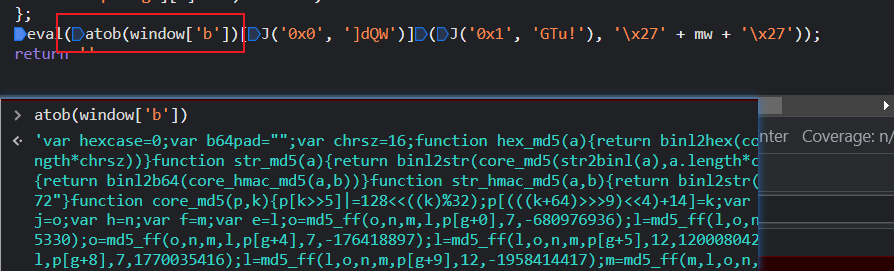 };
eval(atob(window['b'])[J('0x0', ']dQW')](J('0x1', 'GTu!'), '\x27' + mw + '\x27'));
return ''
> atob(window['b'])
'var hexcase=0;var b64pad="";var chrsz=16;function hex_md5(a){return binl2hex(co
ngth*chrsz))}function str_md5(a){return binl2str(core_md5(str2binl(a),a.length*c
{return binl2b64(core_hmac_md5(a,b))}function str_hmac_md5(a,b){return binl2str(
72"}function core_md5(p,k){p[k>>5]|=128<<((k)%32);p[(((k+64)>>>9)<<4)+14]=k;var
j=o;var h=n;var f=m;var e=l;o=md5_ff(o,n,m,l,p[g+0],7,-680976936);l=md5_ff(l,o,n
5330);o=md5_ff(o,n,m,l,p[g+4],7,-176418897);l=md5_ff(l,o,n,m,p[g+5],12,120008042
l,p[g+8],7,1770035416);l=md5_ff(l,o,n,m,p[g+9],12,-1958414417);m=md5_ff(m,l,o,n,
Coverage: n/